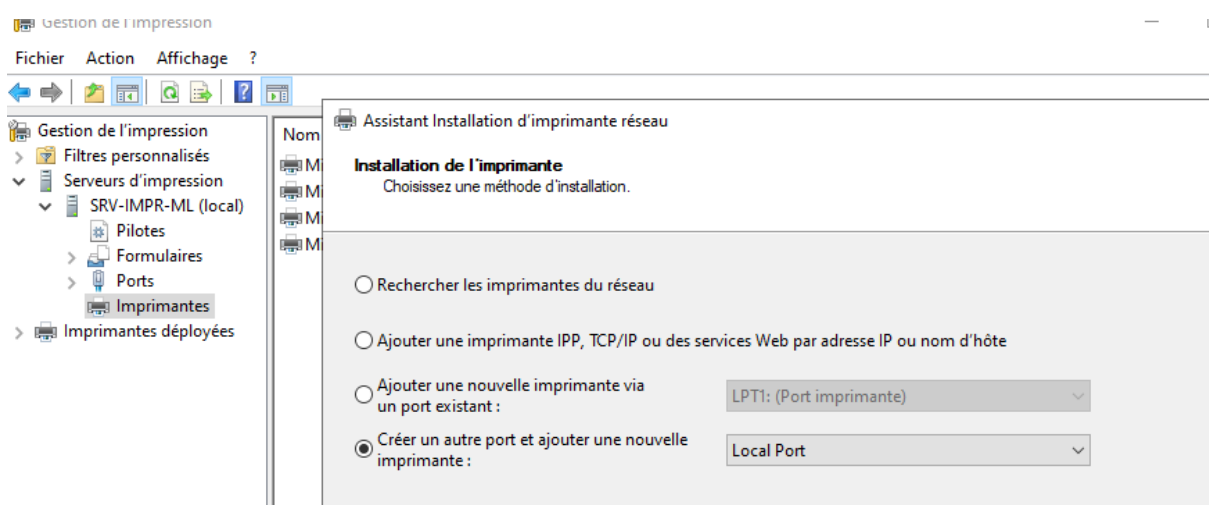 Gestion de l'impression
Fichier Action Affichage ?
Gestion de l'impression
Filtres personnalisés
Serveurs d'impression
SRV-IMPR-ML (local)
Pilotes
Formulaires
Ports
Imprimantes
Imprimantes déployées
Nom
Mi
Mi
Mi
Mi
Assistant Installation d'imprimante réseau
Installation de l'imprimante
Choisissez une méthode d'installation.
Rechercher les imprimantes du réseau
Ajouter une imprimante IPP, TCP/IP ou des services Web par adresse IP ou nom d'hôte
Ajouter une nouvelle imprimante via
un port existant :
LPT1: (Port imprimante)
Créer un autre port et ajouter une nouvelle
imprimante :
Local Port